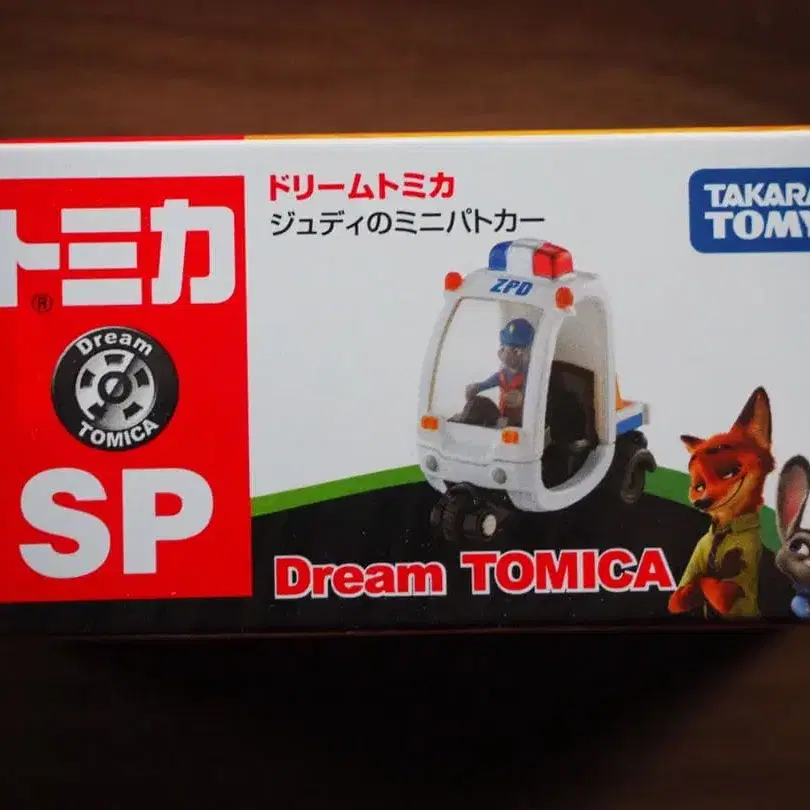 トミカ
®
Dream
TOMICA
SP
ドリームトミカ
ジュディのミニパトカー
TAKARA
TOMY
ZPD
Dream TOMICA